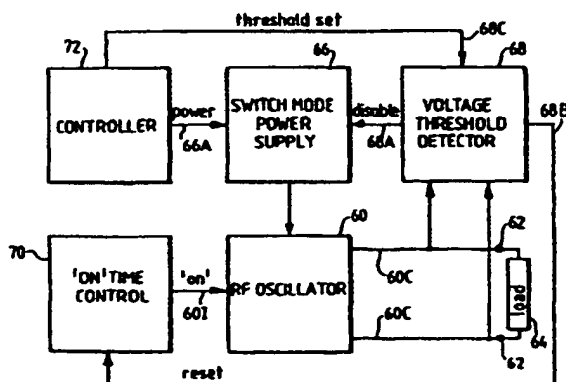 threshold set
72
66
68C
68
CONTROLLER
power
66A
SWITCH MODE
POWER
SUPPLY
disable
68A
VOLTAGE
THRESHOLD
DETECTOR
68B
70
'ON' TIME
CONTROL
'on'
60I
60
RF OSCILLATOR
60C
62
load
64
60C
62
reset